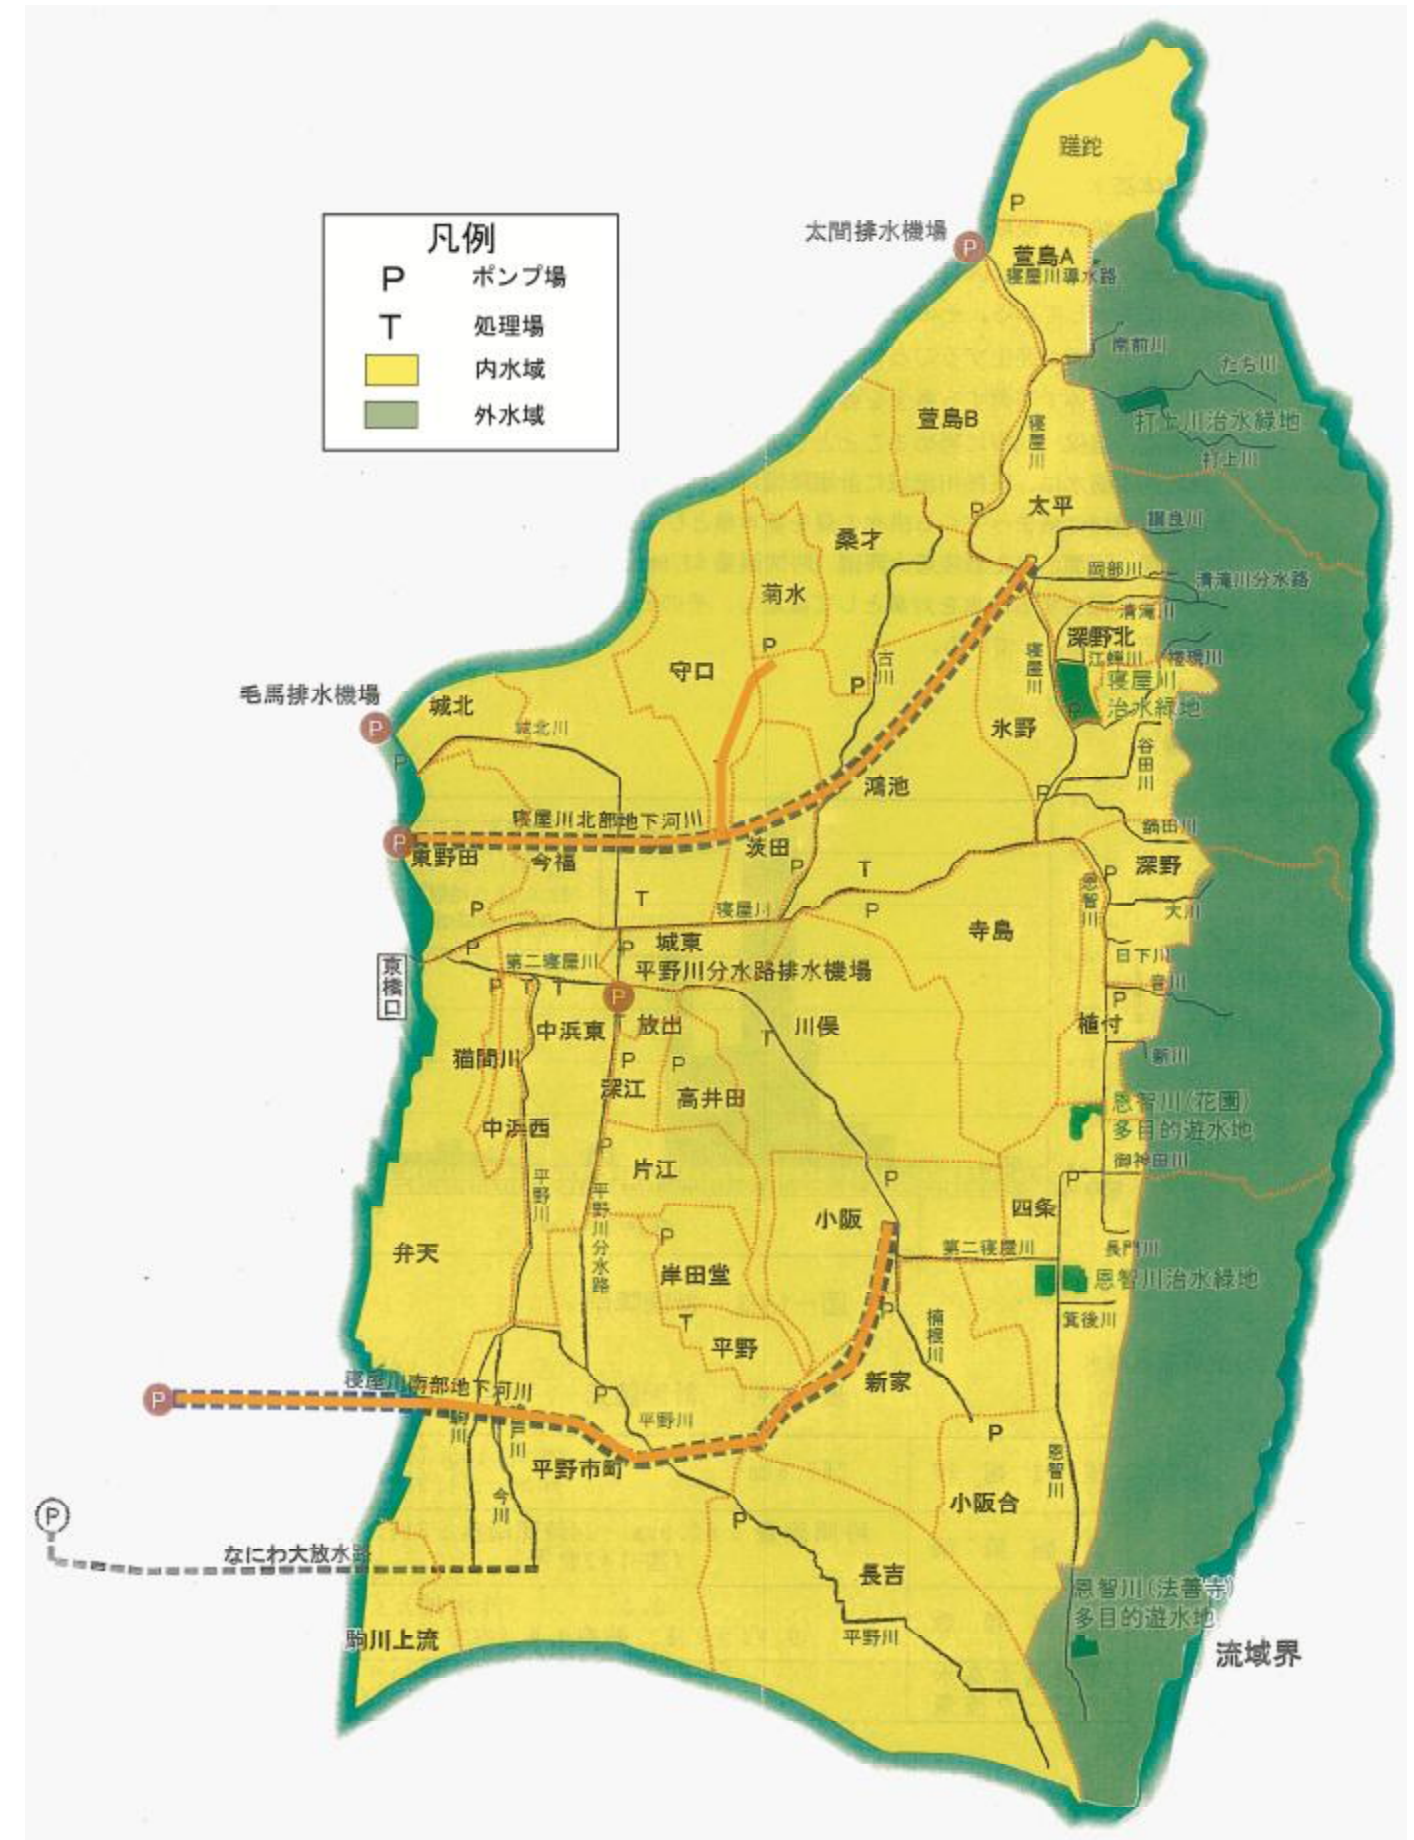 蹉跎
P
太間排水機場
P
萱島A
寝屋川導水路
凡例
P ポンプ場
T 処理場
内水域
外水域
南前川
たち川
打上川治水緑地
打上川
萱島B
寝屋川
太平
P
讃良川
桑才
岡部川
清滝川分水路
菊水
清滝川
深野北
P
守口
古川
P
寝屋川
江蝉川
権現川
寝屋川
治水緑地
毛馬排水機場
P
城北
城北川
P
氷野
P
谷田川
鴻池
P
寝屋川北部地下河川
P
東野田
今福
茨田
鍋田川
深野
P
T
P
恩智川
T
P
寝屋川
P
大川
寺島
P
城東
P
京橋口
第二寝屋川
平野川分水路排水機場
日下川
音川
P
T
T
P
P
中浜東
T
放出
川俣
T
植付
猫間川
P
P
新川
深江
高井田
中浜西
恩智川(花園)
多目的遊水地
P
片江
御神田川
P
P
平野川
平野川分水路
小阪
四条
P
弁天
第二寝屋川
長門川
岸田堂
恩智川治水緑地
T
P
楠根川
箕後川
平野
寝屋川南部地下河川
P
新家
P
駒川
戸川
平野川
P
平野市町
恩智川
今川
小阪合
P
P
なにわ大放水路
長吉
恩智川(法善寺)
多目的遊水地
駒川上流
平野川
流域界